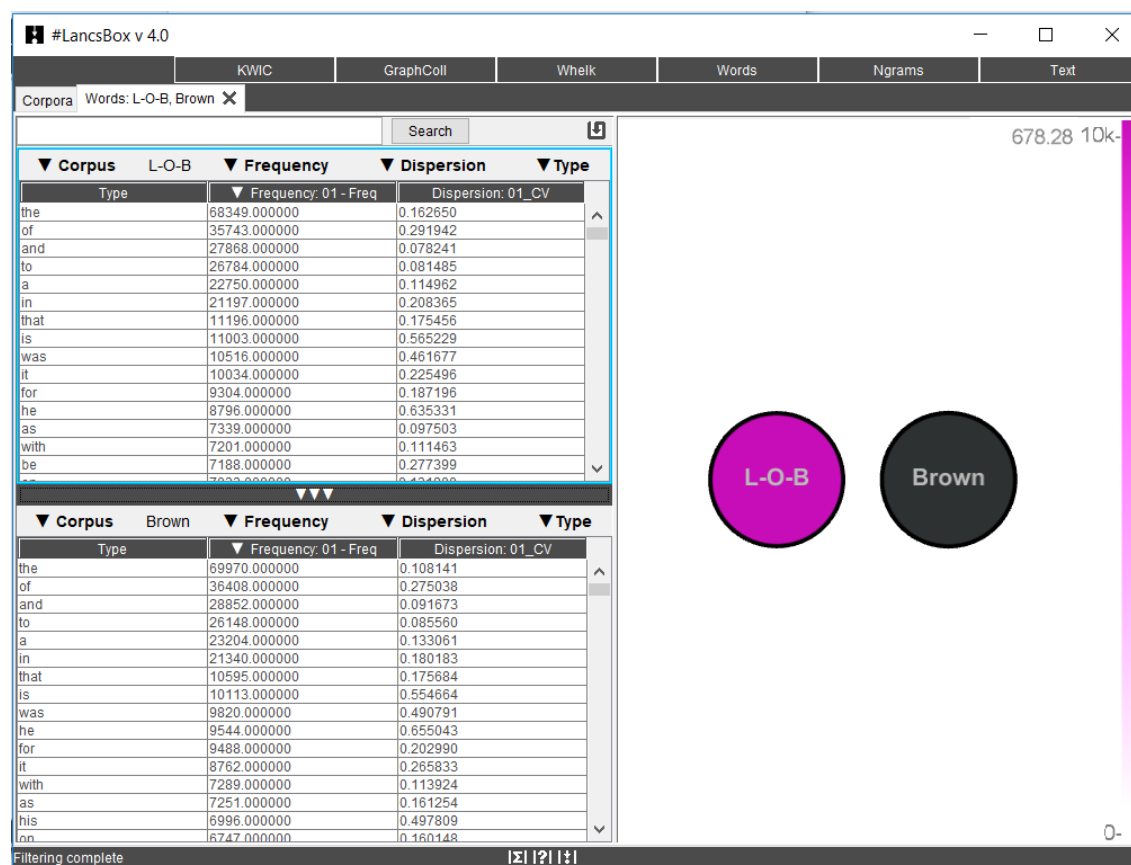 #LancsBox v 4.0
KWIC GraphColl Whelk Words Ngrams Text
Corpora Words: L-O-B, Brown
Search
678.28 10k-
▼ Corpus L-O-B ▼ Frequency ▼ Dispersion ▼ Type
Type ▼ Frequency: 01 - Freq Dispersion: 01_CV
the 68349.000000 0.162650
of 35743.000000 0.291942
and 27868.000000 0.078241
to 26784.000000 0.081485
a 22750.000000 0.114962
in 21197.000000 0.208365
that 11196.000000 0.175456
is 11003.000000 0.565229
was 10516.000000 0.461677
it 10034.000000 0.225496
for 9304.000000 0.187196
he 8796.000000 0.635331
as 7339.000000 0.097503
with 7201.000000 0.111463
be 7188.000000 0.277399
▼▼▼
▼ Corpus Brown ▼ Frequency ▼ Dispersion ▼ Type
Type ▼ Frequency: 01 - Freq Dispersion: 01_CV
the 69970.000000 0.108141
of 36408.000000 0.275038
and 28852.000000 0.091673
to 26148.000000 0.085560
a 23204.000000 0.133061
in 21340.000000 0.180183
that 10595.000000 0.175684
is 10113.000000 0.554664
was 9820.000000 0.490791
he 9544.000000 0.655043
for 9488.000000 0.202990
it 8762.000000 0.265833
with 7289.000000 0.113924
as 7251.000000 0.161254
his 6996.000000 0.497809
on 6747.000000 0.160148
L-O-B Brown
0-
Filtering complete |Σ| |?| |‡|